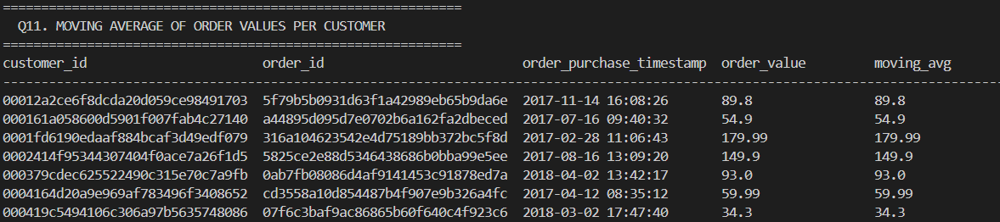 ============================================================
Q11. MOVING AVERAGE OF ORDER VALUES PER CUSTOMER
============================================================
customer_id order_id order_purchase_timestamp order_value moving_avg
----------------------------------------------------------------------------------------------------------------------------------
00012a2ce6f8dcda20d059ce98491703 5f79b5b0931d63f1a42989eb65b9da6e 2017-11-14 16:08:26 89.8 89.8
000161a058600d5901f007fab4c27140 a44895d095d7e0702b6a162fa2dbeced 2017-07-16 09:40:32 54.9 54.9
0001fd6190edaaf884bcaf3d49edf079 316a104623542e4d75189bb372bc5f8d 2017-02-28 11:06:43 179.99 179.99
0002414f95344307404f0ace7a26f1d5 5825ce2e88d5346438686b0bba99e5ee 2017-08-16 13:09:20 149.9 149.9
000379cdec625522490c315e70c7a9fb 0ab7fb08086d4af9141453c91878ed7a 2018-04-02 13:42:17 93.0 93.0
0004164d20a9e969af783496f3408652 cd3558a10d854487b4f907e9b326a4fc 2017-04-12 08:35:12 59.99 59.99
000419c5494106c306a97b5635748086 07f6c3baf9ac86865b60f640c4f923c6 2018-03-02 17:47:40 34.3 34.3